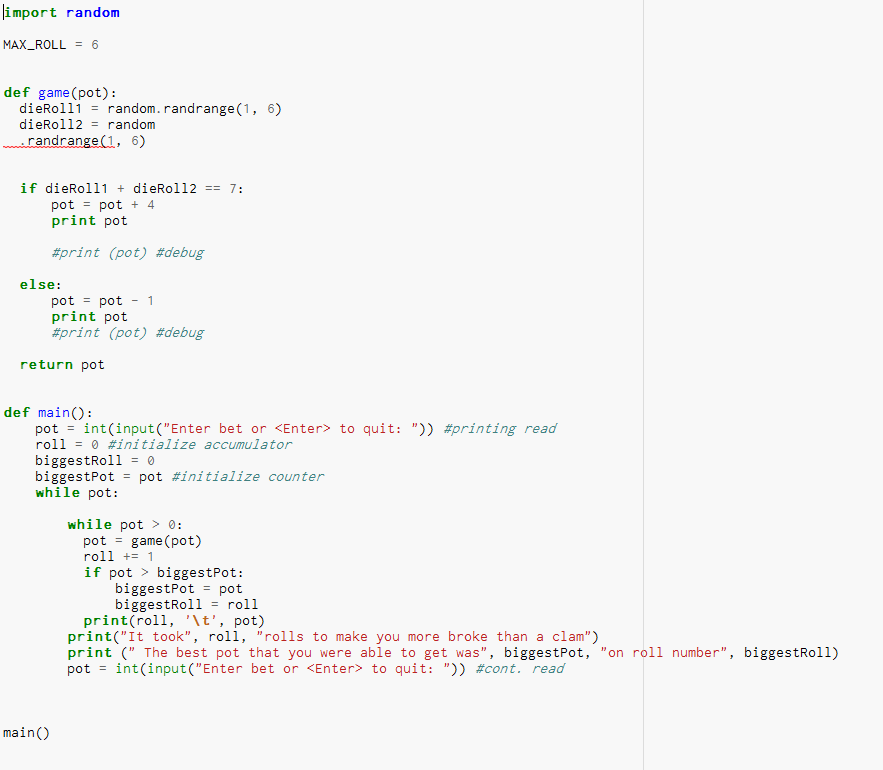 import random
MAX_ROLL = 6
def game(pot):
dieRoll1 = random.randrange(1, 6)
dieRoll2 = random
.randrange(1, 6)
if dieRoll1 + dieRoll2 == 7:
pot = pot + 4
print pot
#print (pot) #debug
else:
pot = pot - 1
print pot
#print (pot) #debug
return pot
def main():
pot = int(input("Enter bet or <Enter> to quit: ")) #printing read
roll = 0 #initialize accumulator
biggestRoll = 0
biggestPot = pot #initialize counter
while pot:
while pot > 0:
pot = game(pot)
roll += 1
if pot > biggestPot:
biggestPot = pot
biggestRoll = roll
print(roll, '\t', pot)
print("It took", roll, "rolls to make you more broke than a clam")
print (" The best pot that you were able to get was", biggestPot, "on roll number", biggestRoll)
pot = int(input("Enter bet or <Enter> to quit: ")) #cont. read
main()